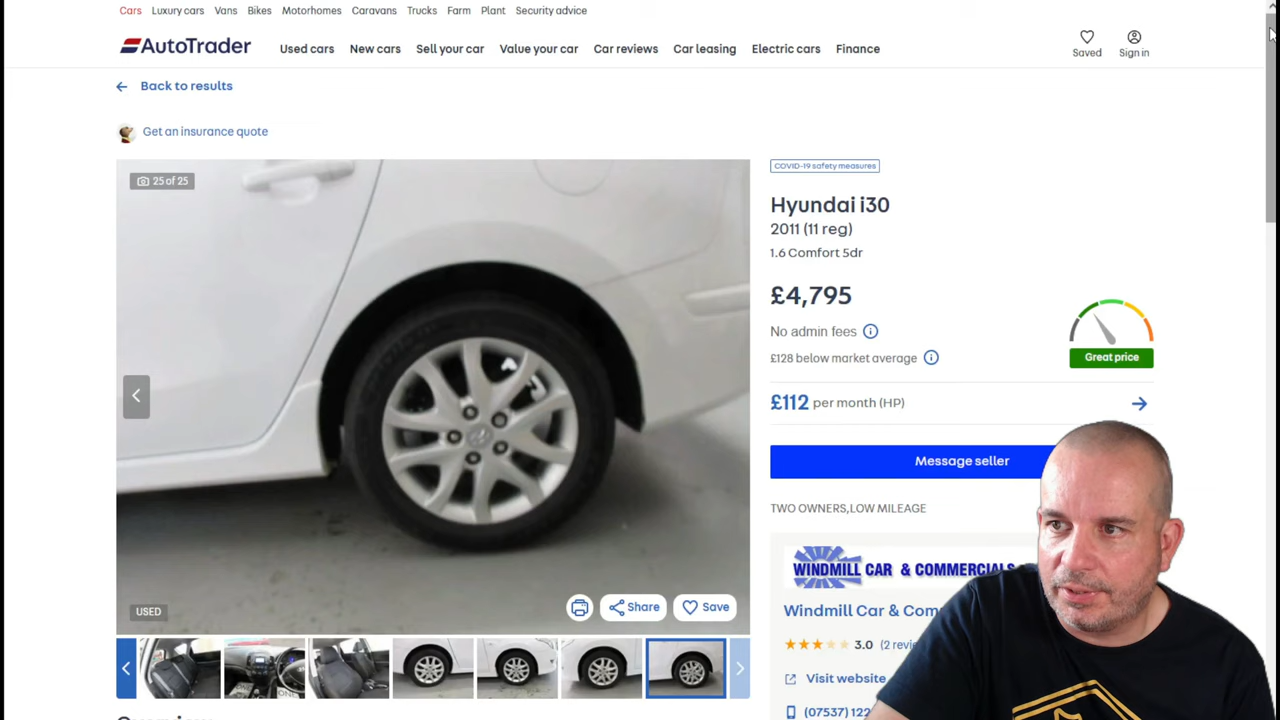 Cars Luxury cars Vans Bikes Motorhomes Caravans Trucks Farm Plant Security advice
AutoTrader Used cars New cars Sell your car Value your car Car reviews Car leasing Electric cars Finance Saved Sign in
Back to results
Get an insurance quote
25 of 25
COVID-19 safety measures
Hyundai i30
2011 (11 reg)
1.6 Comfort 5dr
£4,795
No admin fees
£128 below market average
Great price
£112 per month (HP)
Message seller
TWO OWNERS,LOW MILEAGE
WINDMILL CAR & COMMERCIALS
Windmill Car & Com
USED
Share
Save
3.0 (2 revie
Visit website
(07537) 122
Overview